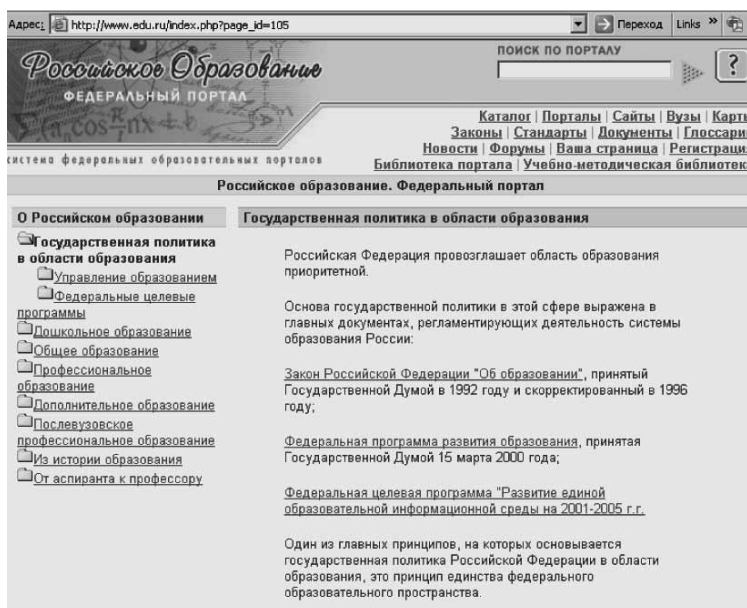 Адрес: http://www.edu.ru/index.php?page_id=105 Переход Links »
ПОИСК ПО ПОРТАЛУ
?
Российское Образование
ФЕДЕРАЛЬНЫЙ ПОРТАЛ
cos nx
система федеральных образовательных порталов
Каталог | Порталы | Сайты | Вузы | Карты
Законы | Стандарты | Документы | Глоссари
Новости | Форумы | Ваша страница | Регистраци
Библиотека портала | Учебно-методическая библиотек
Российское образование. Федеральный портал
О Российском образовании
Государственная политика
в области образования
Управление образованием
Федеральные целевые
программы
Дошкольное образование
Общее образование
Профессиональное
образование
Дополнительное образование
Послевузовское
профессиональное образование
Из истории образования
От аспиранта к профессору
Государственная политика в области образования
Российская Федерация провозглашает область образования
приоритетной.
Основа государственной политики в этой сфере выражена в
главных документах, регламентирующих деятельность системы
образования России:
Закон Российской Федерации "Об образовании", принятый
Государственной Думой в 1992 году и скорректированный в 1996
году;
Федеральная программа развития образования, принятая
Государственной Думой 15 марта 2000 года;
Федеральная целевая программа "Развитие единой
образовательной информационной среды на 2001-2005 г.г.
Один из главных принципов, на которых основывается
государственная политика Российской Федерации в области
образования, это принцип единства федерального
образовательного пространства.